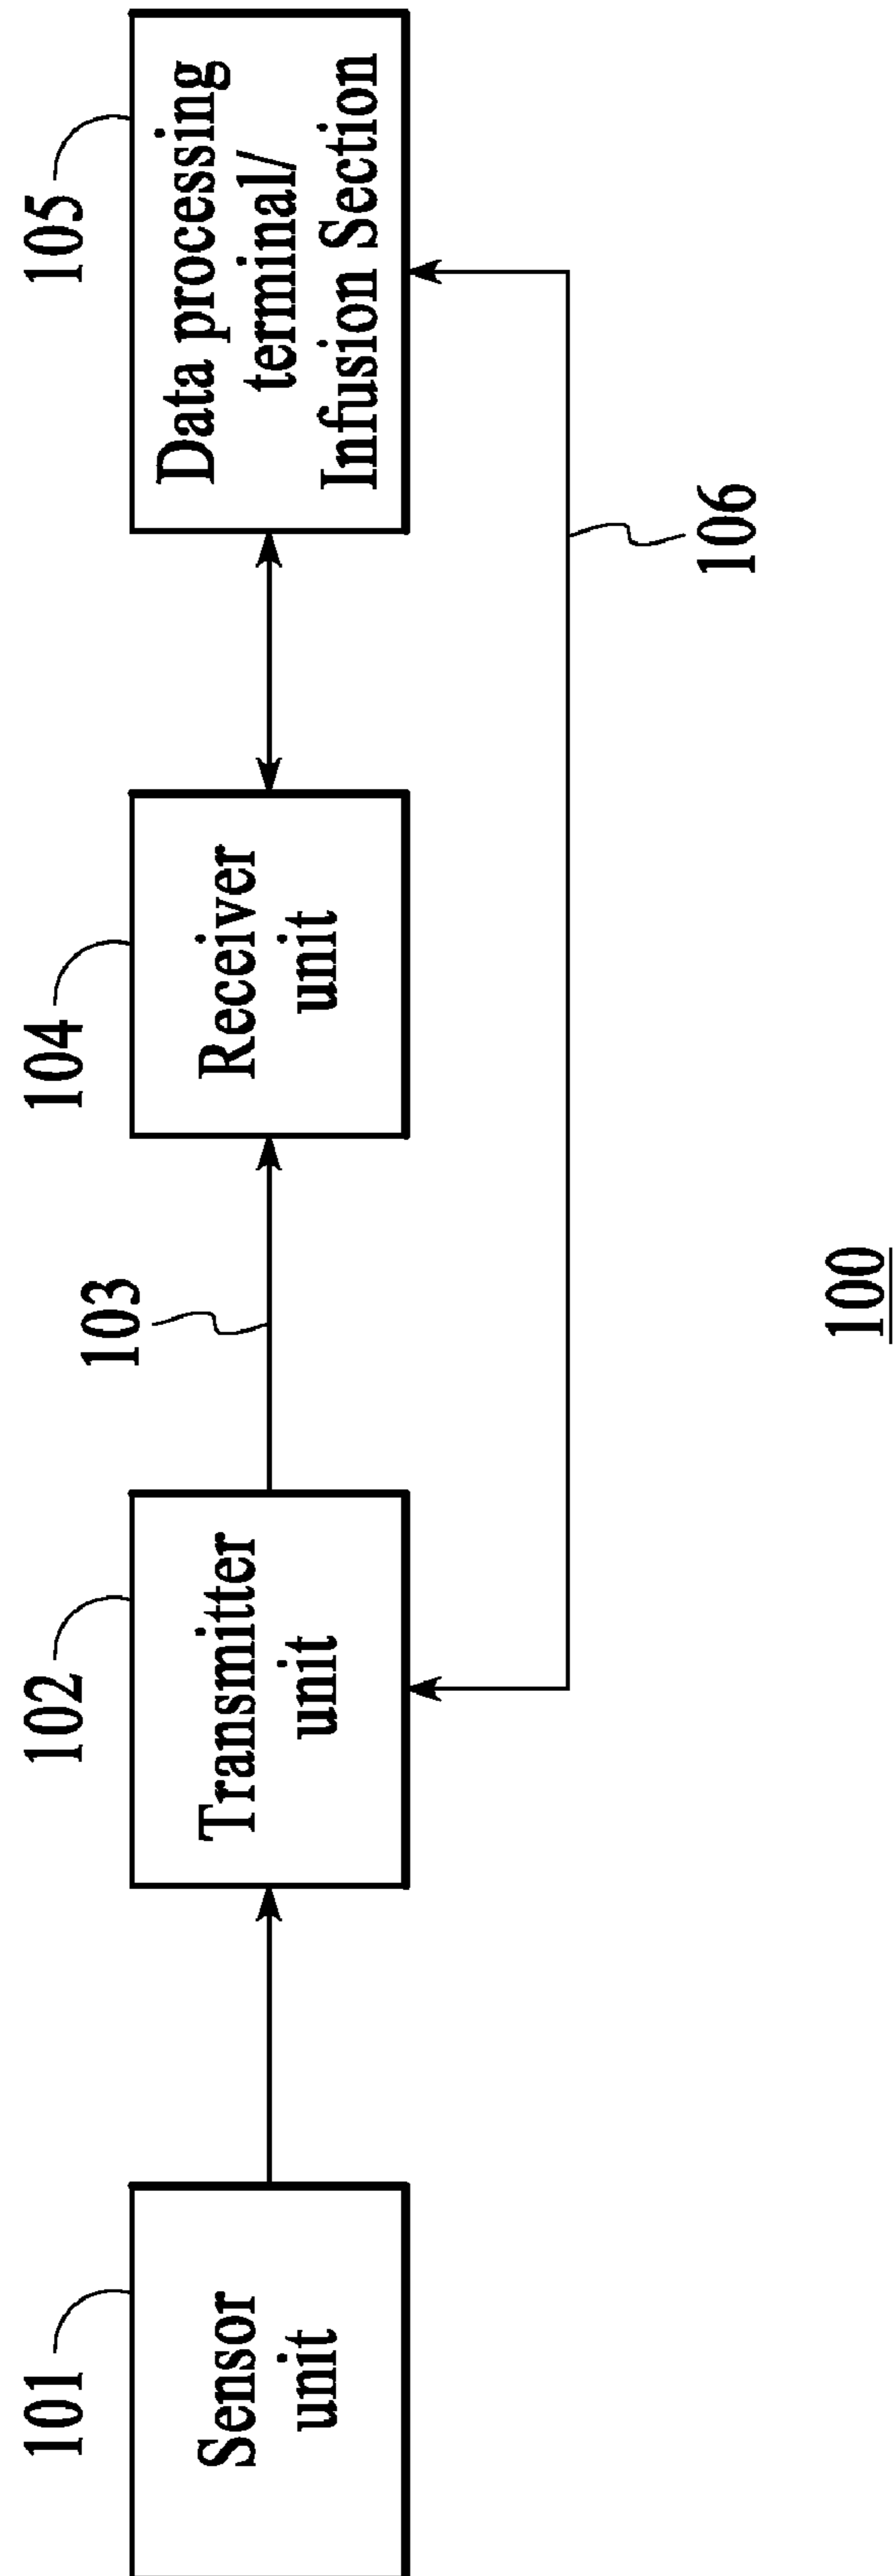 101
Sensor
unit
102
Transmitter
unit
103
104
Receiver
unit
105
Data processing
terminal/
Infusion Section
106
100